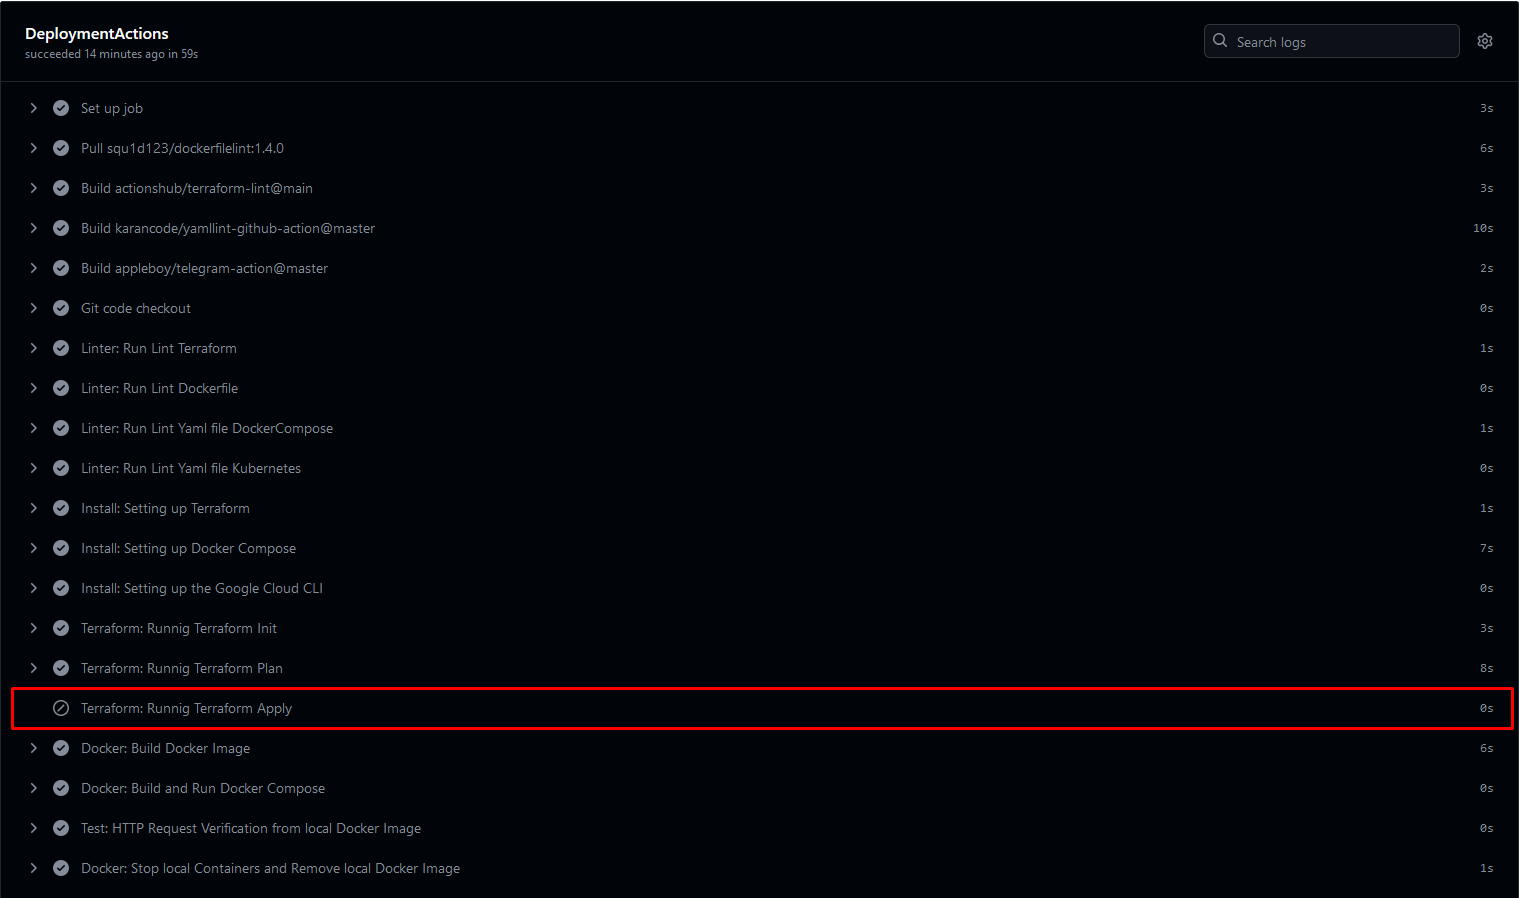 DeploymentActions
succeeded 14 minutes ago in 59s
Search logs
Set up job 3s
Pull squ1d123/dockerfilelint:1.4.0 6s
Build actionshub/terraform-lint@main 3s
Build karancode/yamllint-github-action@master 10s
Build appleboy/telegram-action@master 2s
Git code checkout 0s
Linter: Run Lint Terraform 1s
Linter: Run Lint Dockerfile 0s
Linter: Run Lint Yaml file DockerCompose 1s
Linter: Run Lint Yaml file Kubernetes 0s
Install: Setting up Terraform 1s
Install: Setting up Docker Compose 7s
Install: Setting up the Google Cloud CLI 0s
Terraform: Runnig Terraform Init 3s
Terraform: Runnig Terraform Plan 8s
Terraform: Runnig Terraform Apply 0s
Docker: Build Docker Image 6s
Docker: Build and Run Docker Compose 0s
Test: HTTP Request Verification from local Docker Image 0s
Docker: Stop local Containers and Remove local Docker Image 1s